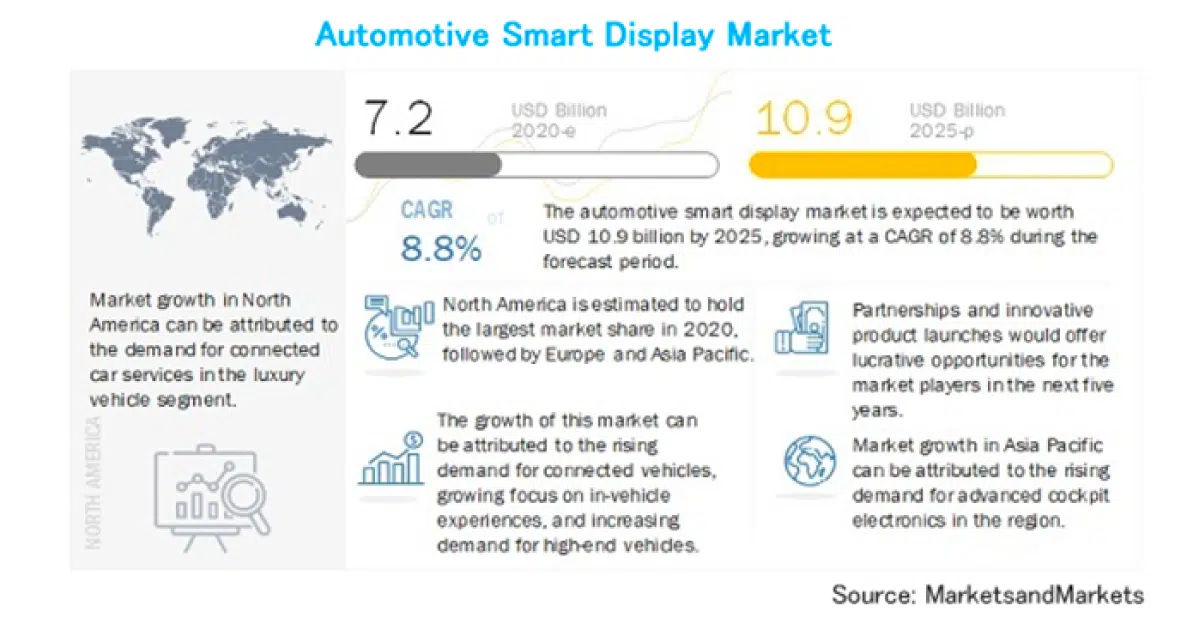 Automotive Smart Display Market
7.2
USD Billion
2020-e
10.9
USD Billion
2025-p
CAGR
of
8.8%
The automotive smart display market is expected to be worth
USD 10.9 billion by 2025, growing at a CAGR of 8.8% during the
forecast period.
Market growth in North
America can be attributed to
the demand for connected
car services in the luxury
vehicle segment.
NORTH AMERICA
North America is estimated to hold
the largest market share in 2020,
followed by Europe and Asia Pacific.
Partnerships and innovative
product launches would offer
lucrative opportunities for the
market players in the next five
years.
The growth of this market can
be attributed to the rising
demand for connected vehicles,
growing focus on in-vehicle
experiences, and increasing
demand for high-end vehicles.
Market growth in Asia Pacific
can be attributed to the rising
demand for advanced cockpit
electronics in the region.
Source: MarketsandMarkets